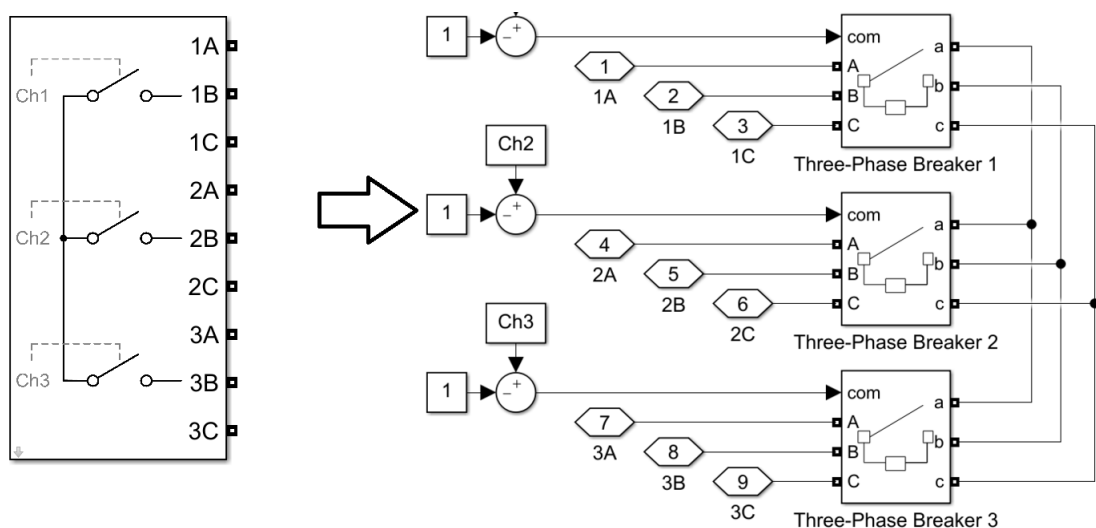 1A
Ch1
1B
1C
2A
Ch2
2B
2C
3A
Ch3
3B
3C
1
−
+
com
a
1
A
1A
b
2
B
1B
3
C
c
1C
Three-Phase Breaker 1
Ch2
1
−
+
com
a
4
A
2A
b
5
B
2B
6
C
c
2C
Three-Phase Breaker 2
Ch3
1
−
+
com
a
7
A
3A
b
8
B
3B
9
C
c
3C
Three-Phase Breaker 3